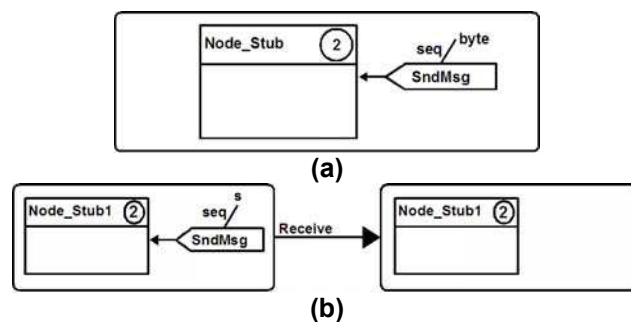 Node_Stub 2
seq byte
SndMsg
(a)
Node_Stub1 2
seq s
SndMsg
Receive
Node_Stub1 2
(b)